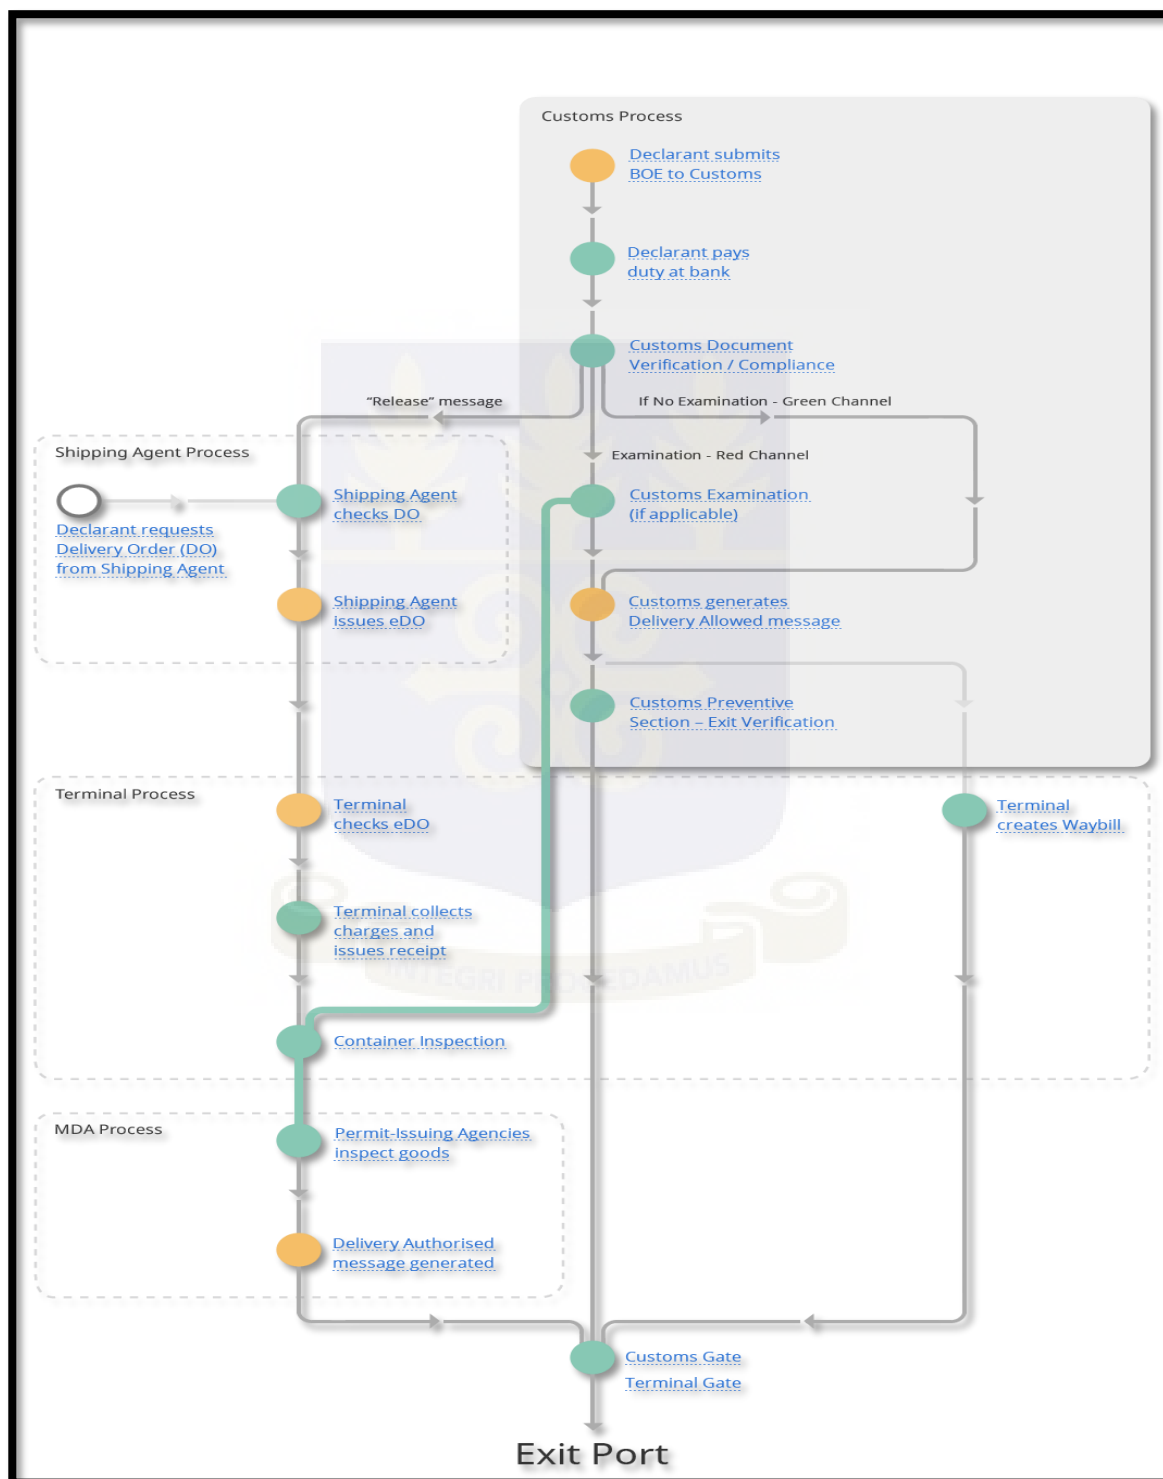 Customs Process
Declarant submits
BOE to Customs
Declarant pays
duty at bank
Customs Document
Verification / Compliance
“Release” message
If No Examination - Green Channel
Shipping Agent Process
Examination - Red Channel
Declarant requests
Delivery Order (DO)
from Shipping Agent
Shipping Agent
checks DO
Customs Examination
(if applicable)
Shipping Agent
issues eDO
Customs generates
Delivery Allowed message
Customs Preventive
Section – Exit Verification
Terminal Process
Terminal
checks eDO
Terminal
creates Waybill
Terminal collects
charges and
issues receipt
INTEGRI PROCEDAMUS
Container Inspection
MDA Process
Permit-Issuing Agencies
inspect goods
Delivery Authorised
message generated
Customs Gate
Terminal Gate
Exit Port